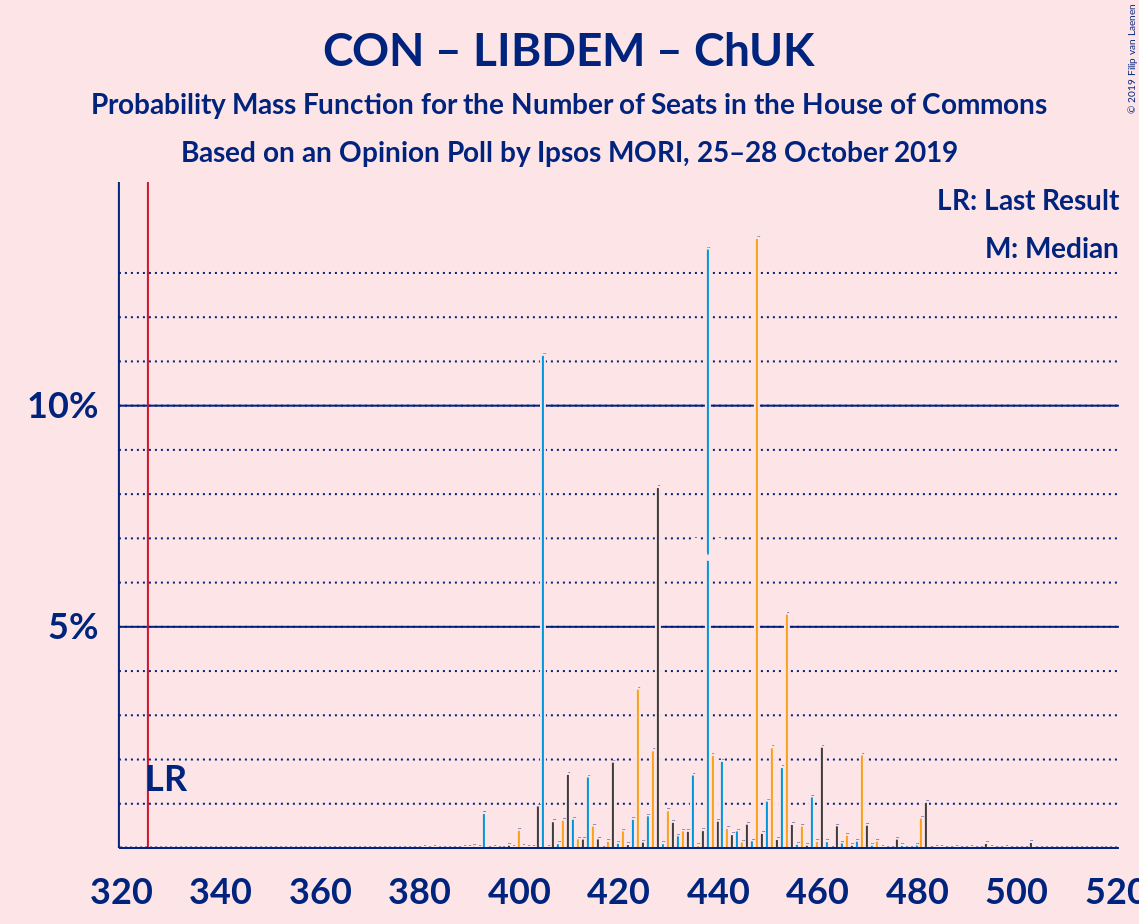 CON – LIBDEM – ChUK
Probability Mass Function for the Number of Seats in the House of Commons
Based on an Opinion Poll by Ipsos MORI, 25–28 October 2019
© 2019 Filip van Laenen
LR: Last Result
M: Median
10%
5%
LR
320 340 360 380 400 420 440 460 480 500 520